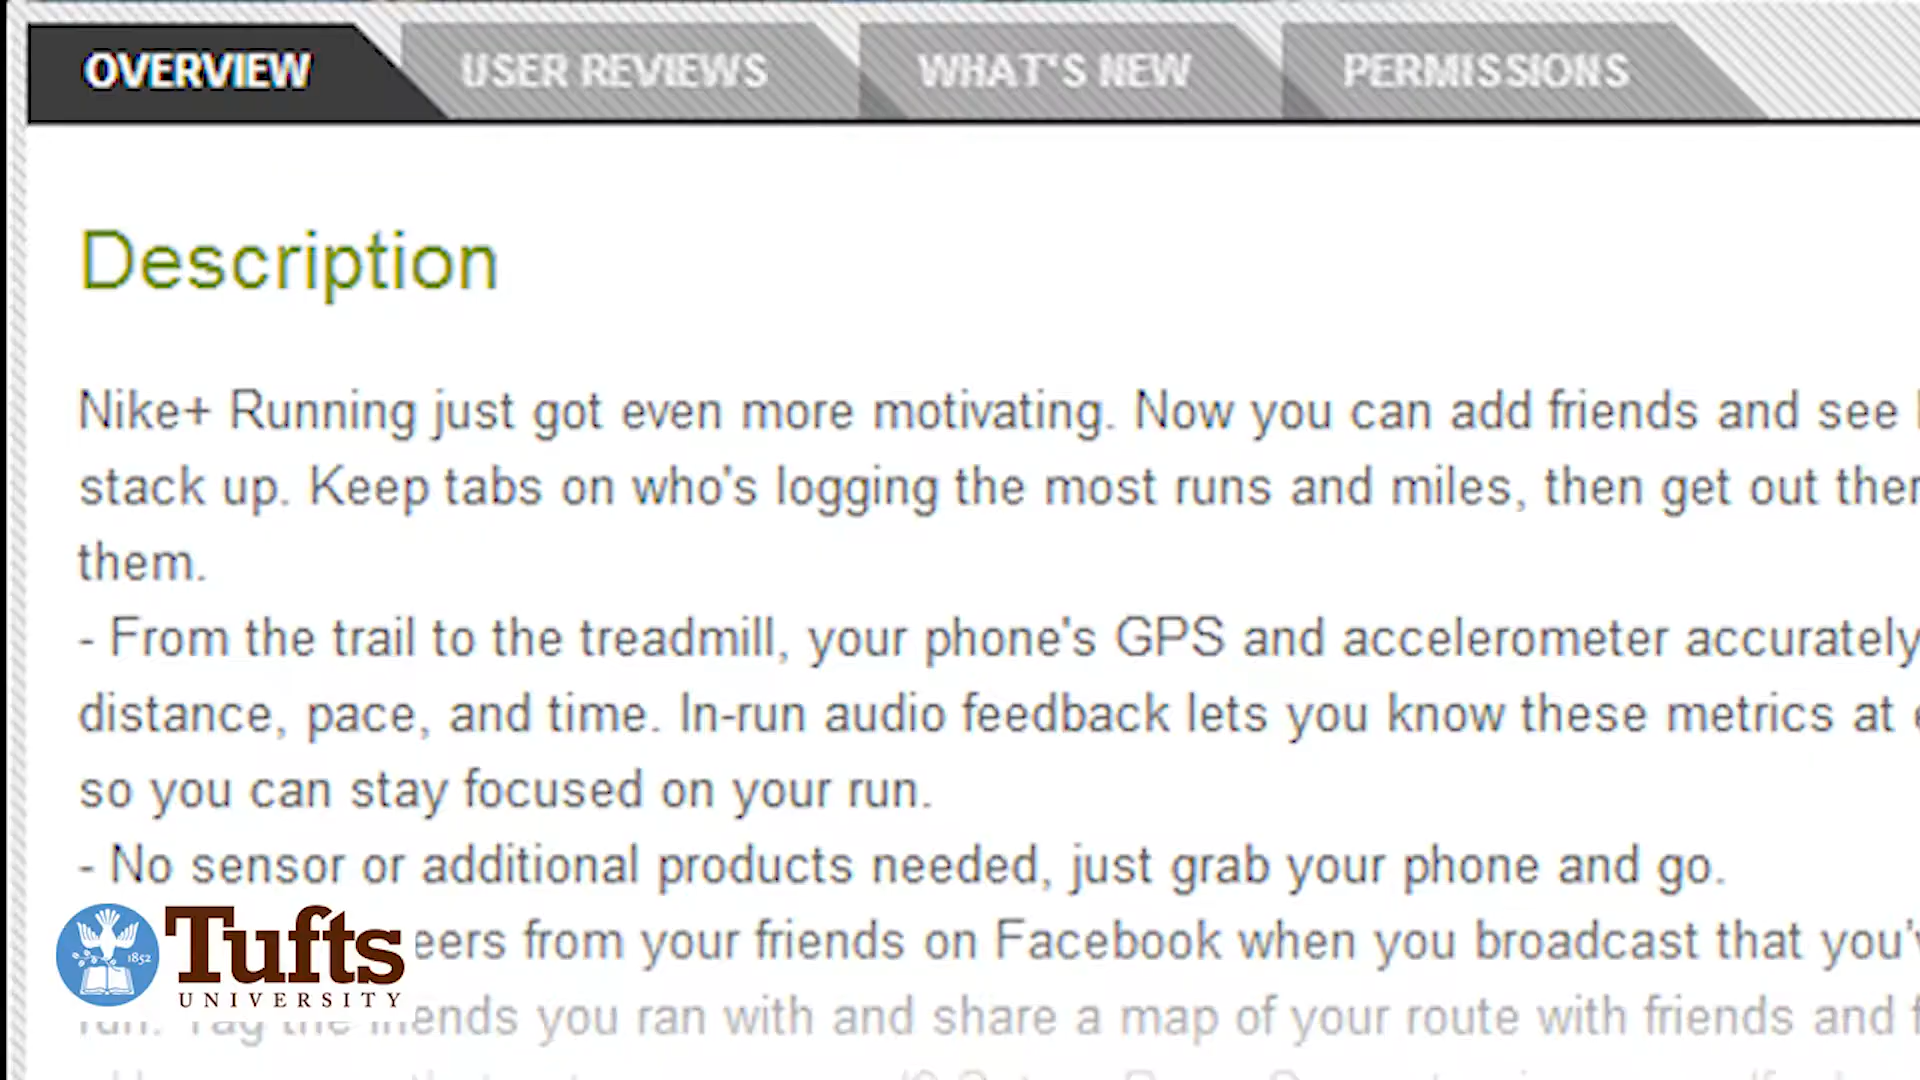 OVERVIEW USER REVIEWS WHAT'S NEW PERMISSIONS
Description
Nike+ Running just got even more motivating. Now you can add friends and see
stack up. Keep tabs on who's logging the most runs and miles, then get out
them.
- From the trail to the treadmill, your phone's GPS and accelerometer accurately
distance, pace, and time. In-run audio feedback lets you know these metrics at
so you can stay focused on your run.
- No sensor or additional products needed, just grab your phone and go.
eers from your friends on Facebook when you broadcast that
run. Tag the friends you ran with and share a map of your route with friends and
1852
Tufts
UNIVERSITY